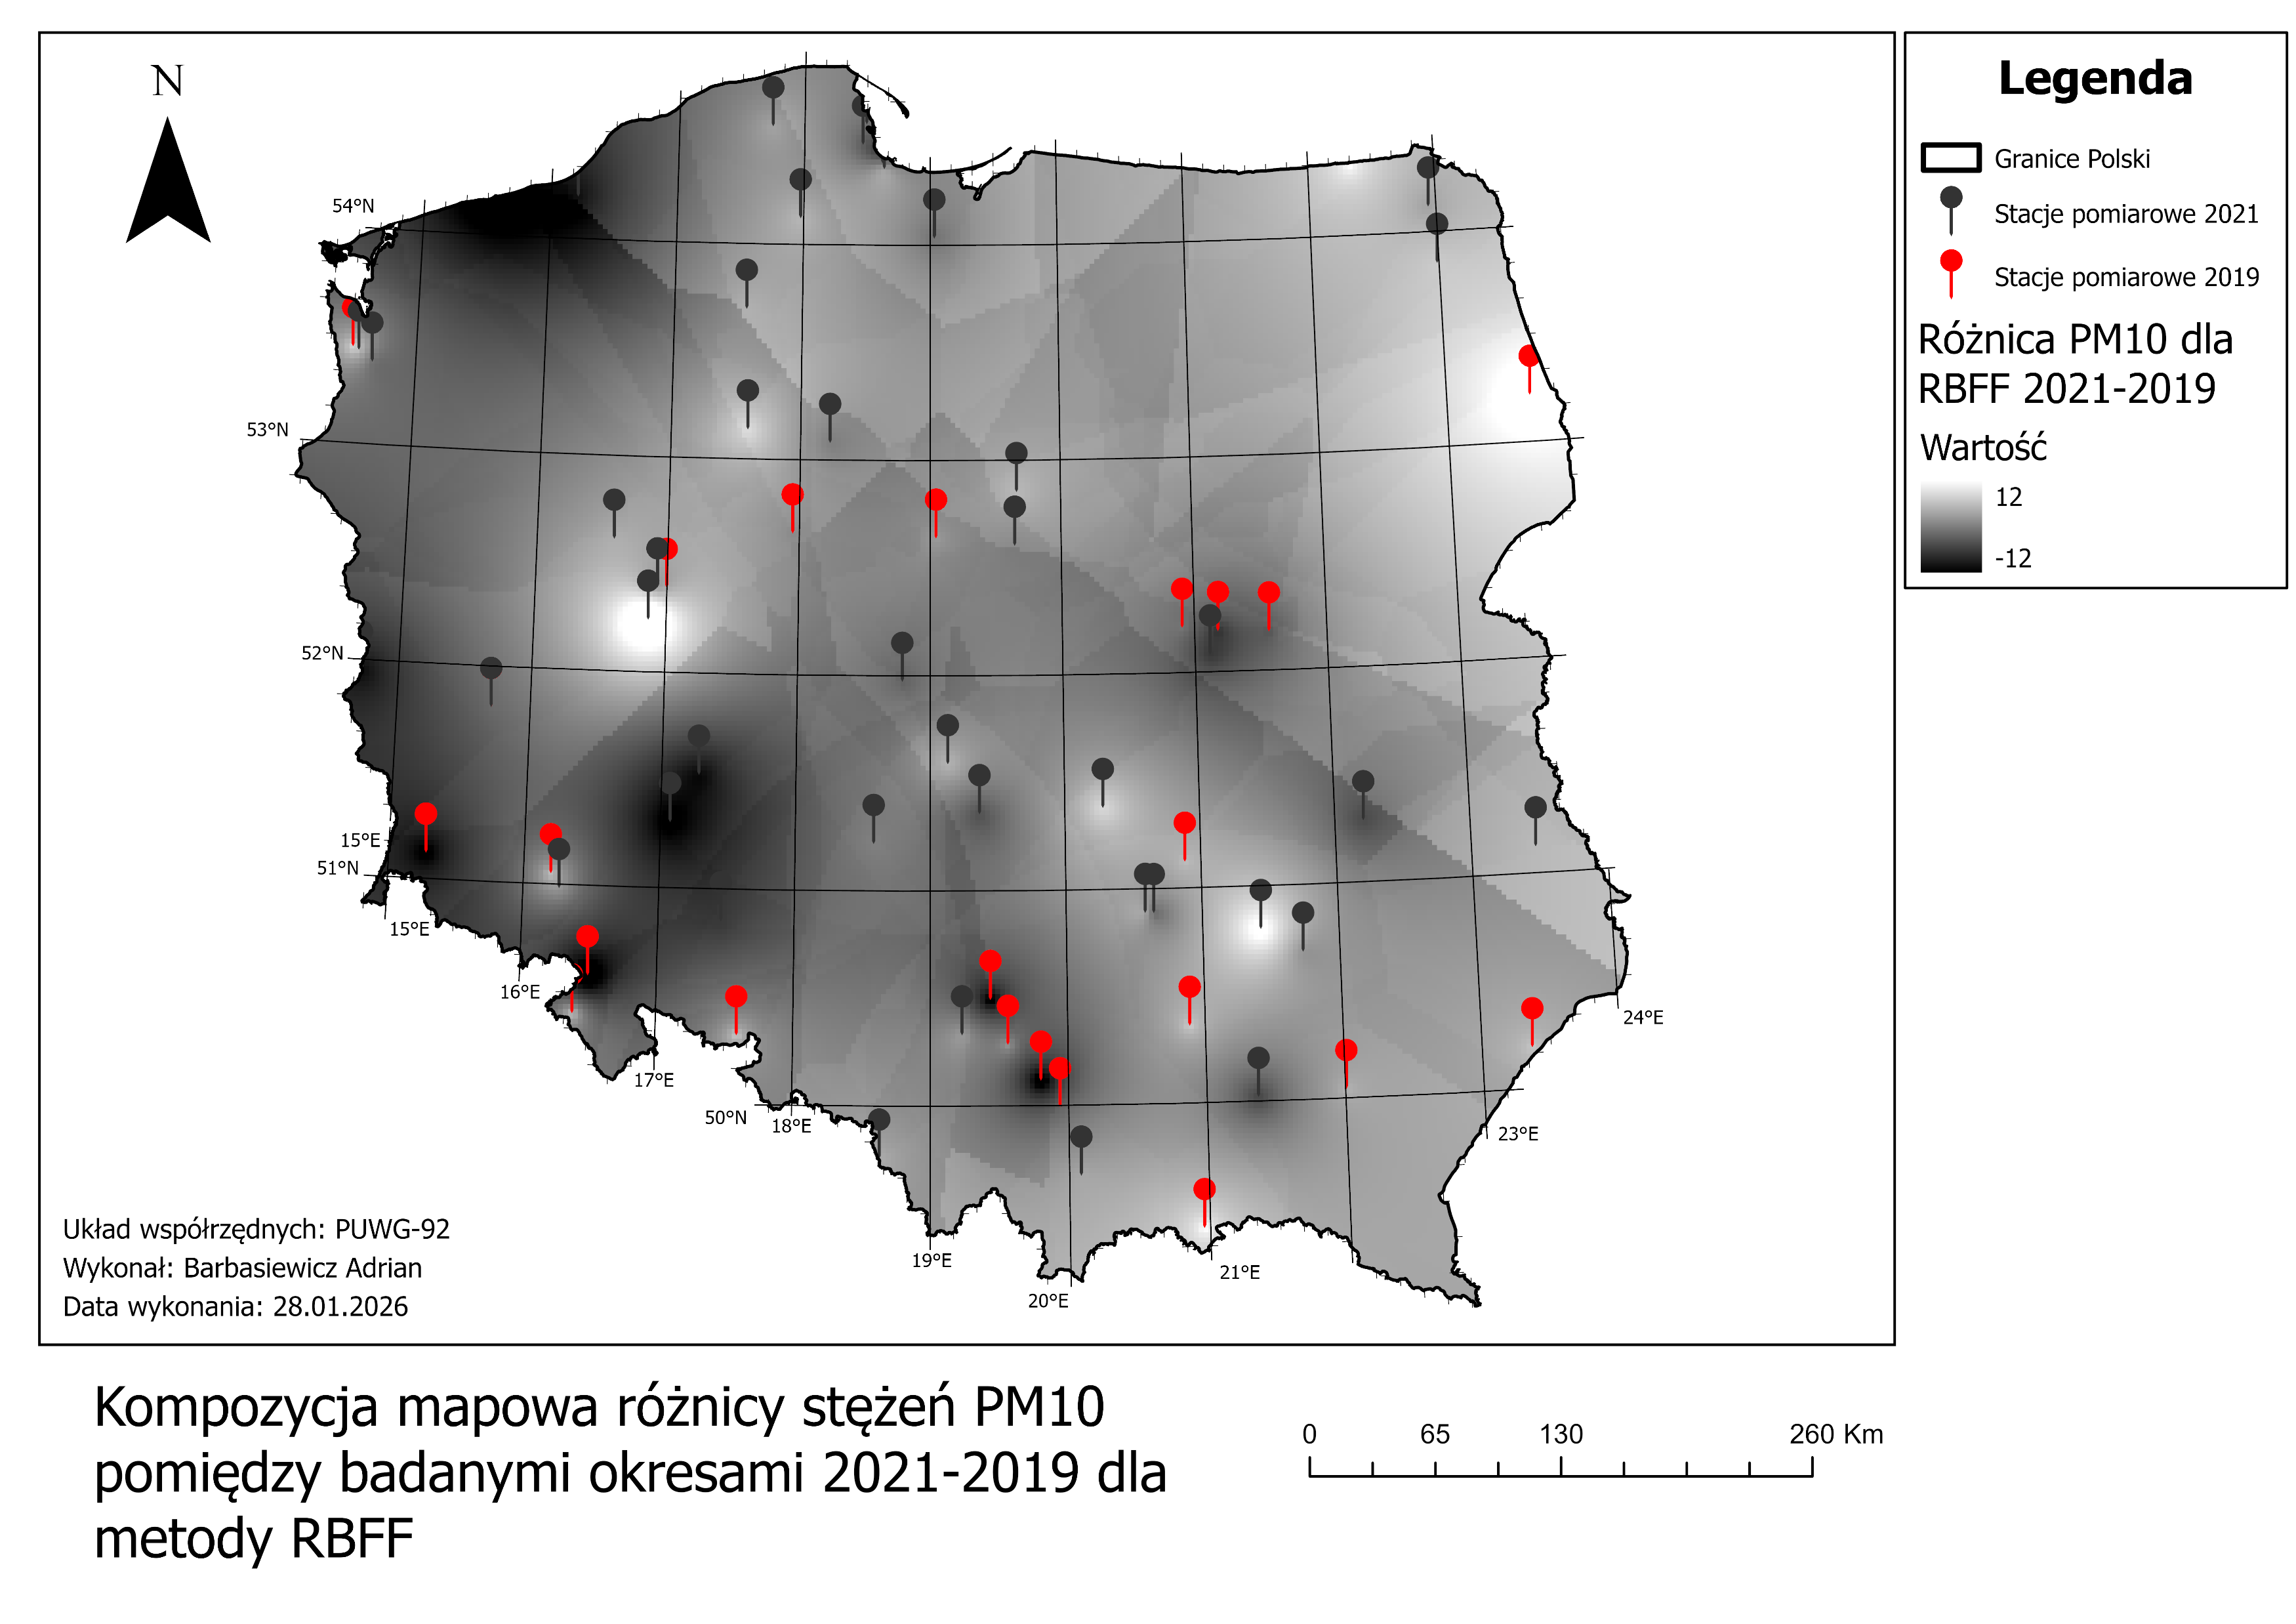 N
54°N
53°N
52°N
15°E
51°N
15°E
16°E
17°E
50°N
18°E
19°E
20°E
21°E
23°E
24°E
Układ współrzędnych: PUWG-92
Wykonał: Barbasiewicz Adrian
Data wykonania: 28.01.2026
Legenda
Granice Polski
Stacje pomiarowe 2021
Stacje pomiarowe 2019
Różnica PM10 dla
RBFF 2021-2019
Wartość
12
-12
Kompozycja mapowa różnicy stężeń PM10
pomiędzy badanymi okresami 2021-2019 dla
metody RBFF
0 65 130 260 Km